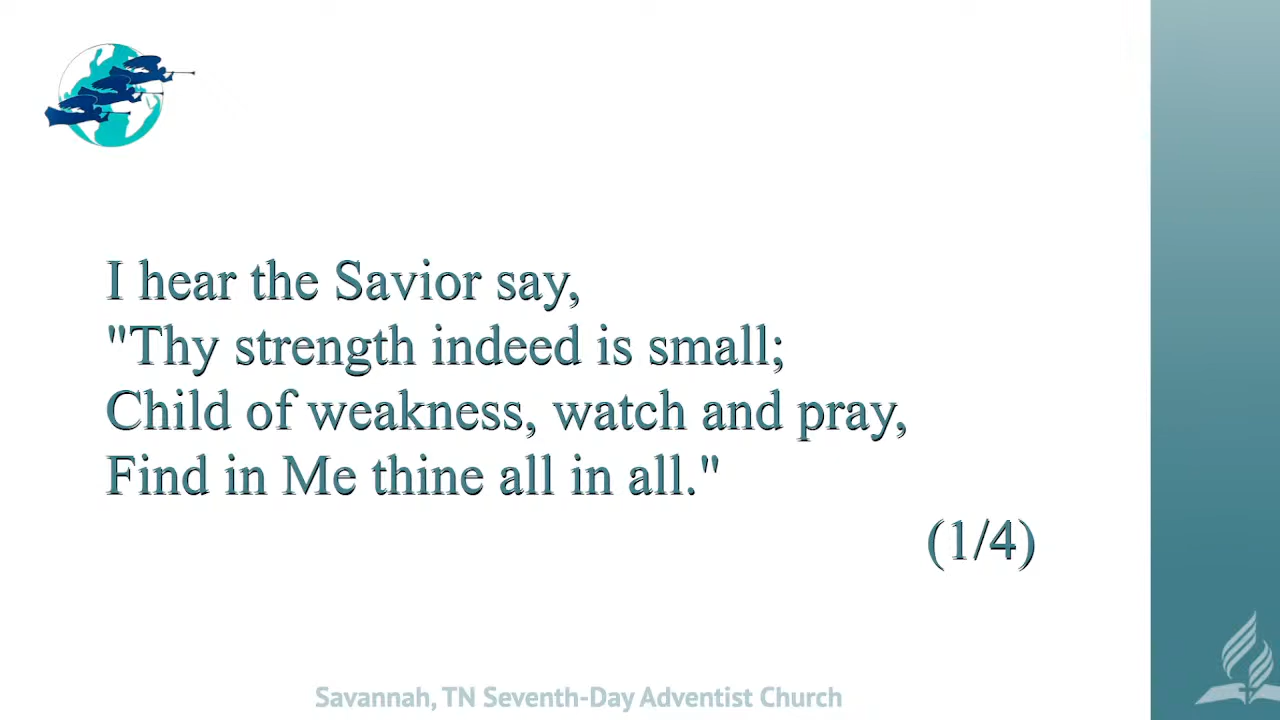 I hear the Savior say,
"Thy strength indeed is small;
Child of weakness, watch and pray,
Find in Me thine all in all."
(1/4)
Savannah, TN Seventh-Day Adventist Church